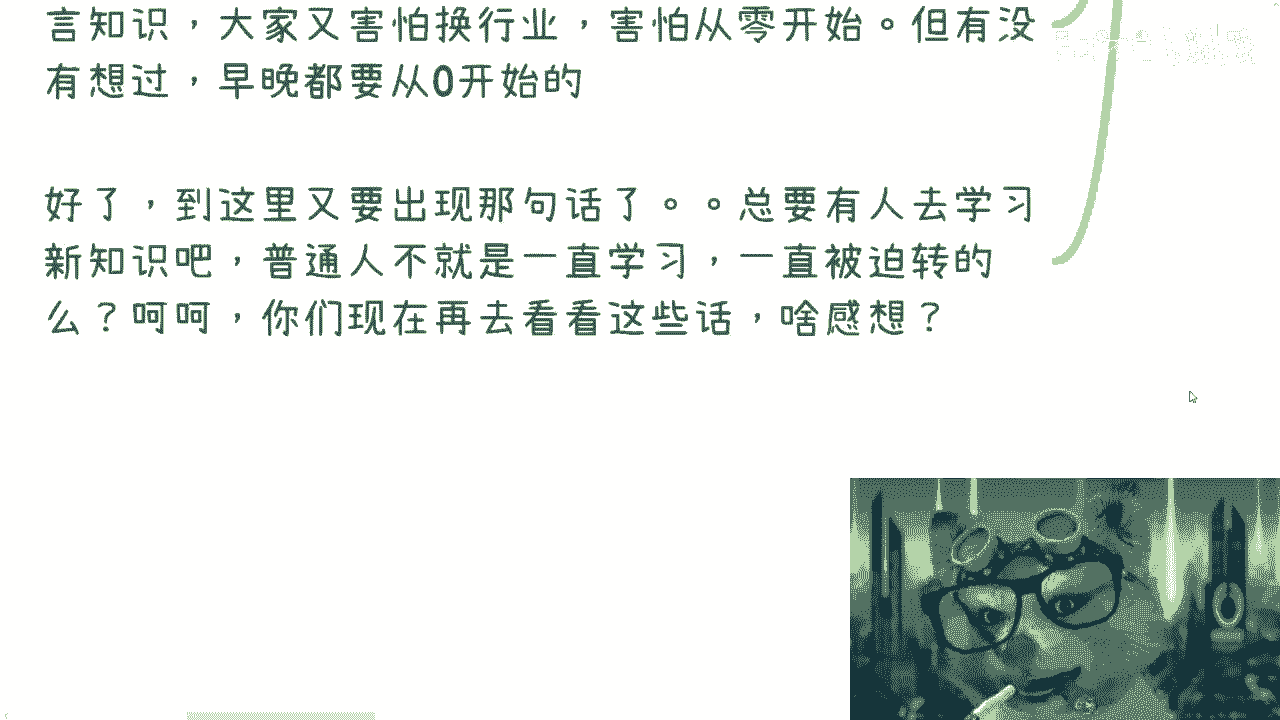 言知识，大家又害怕换行业，害怕从零开始。但有没
有想过，早晚都要从0开始的
好了，到这里又要出现那句话了。。总要有人去学习
新知识吧，普通人不就是一直学习，一直被迫转的
么？呵呵，你们现在再去看看这些话，啥感想？